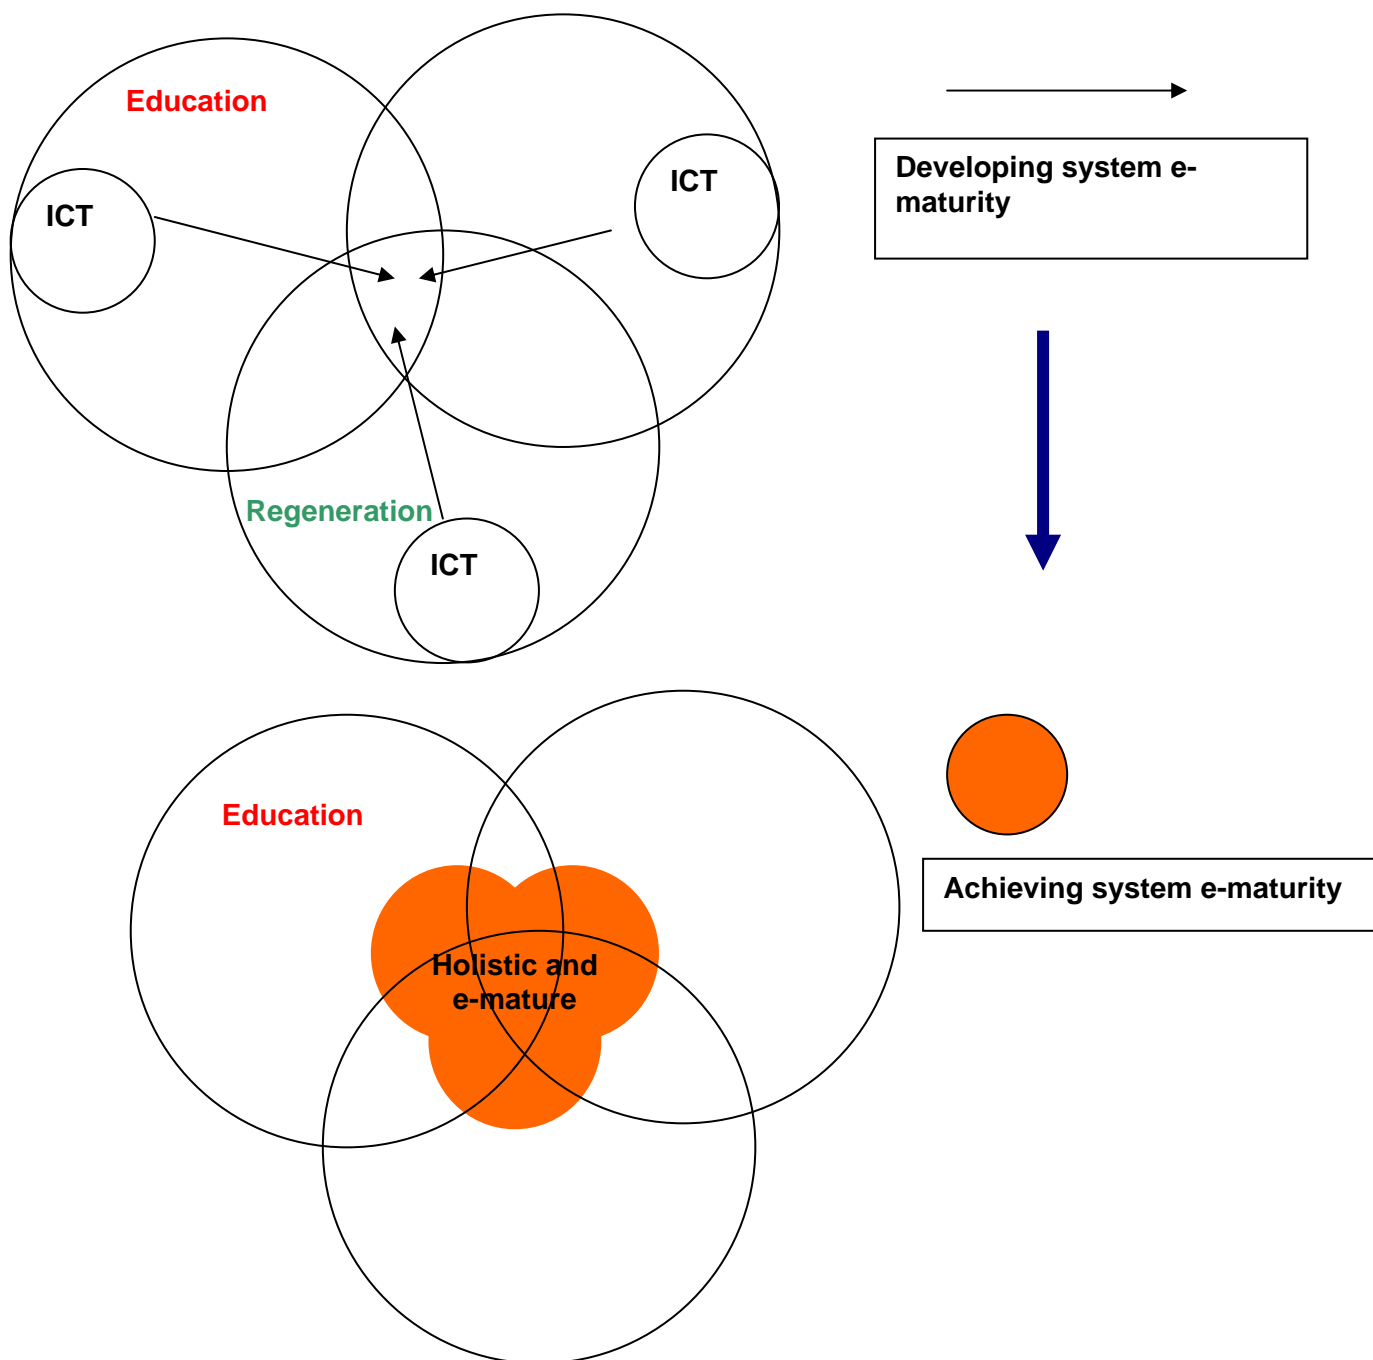 Education
ICT
ICT
Developing system e-
maturity
Regeneration
ICT
Education
Achieving system e-maturity
Holistic and
e-mature